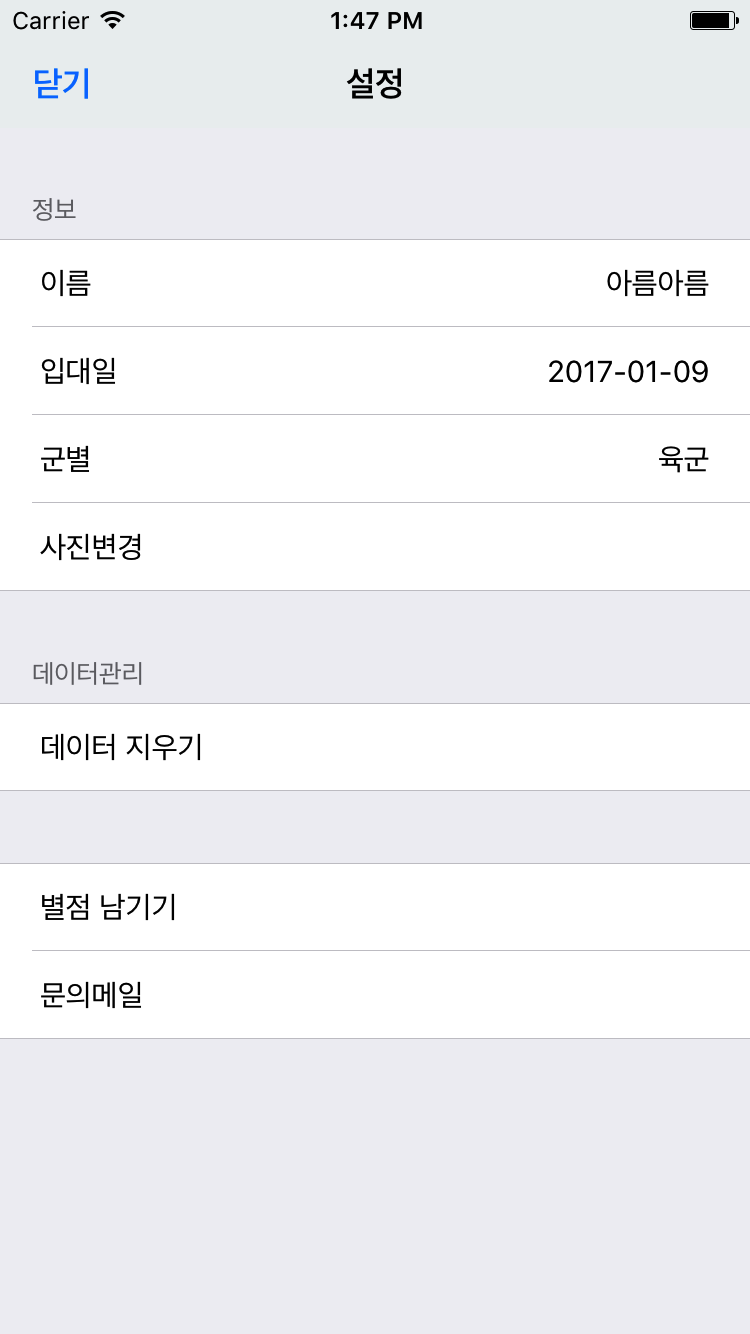 Carrier 1:47 PM
닫기 설정
정보
이름 아름아름
입대일 2017-01-09
군별 육군
사진변경
데이터관리
데이터 지우기
별점 남기기
문의메일